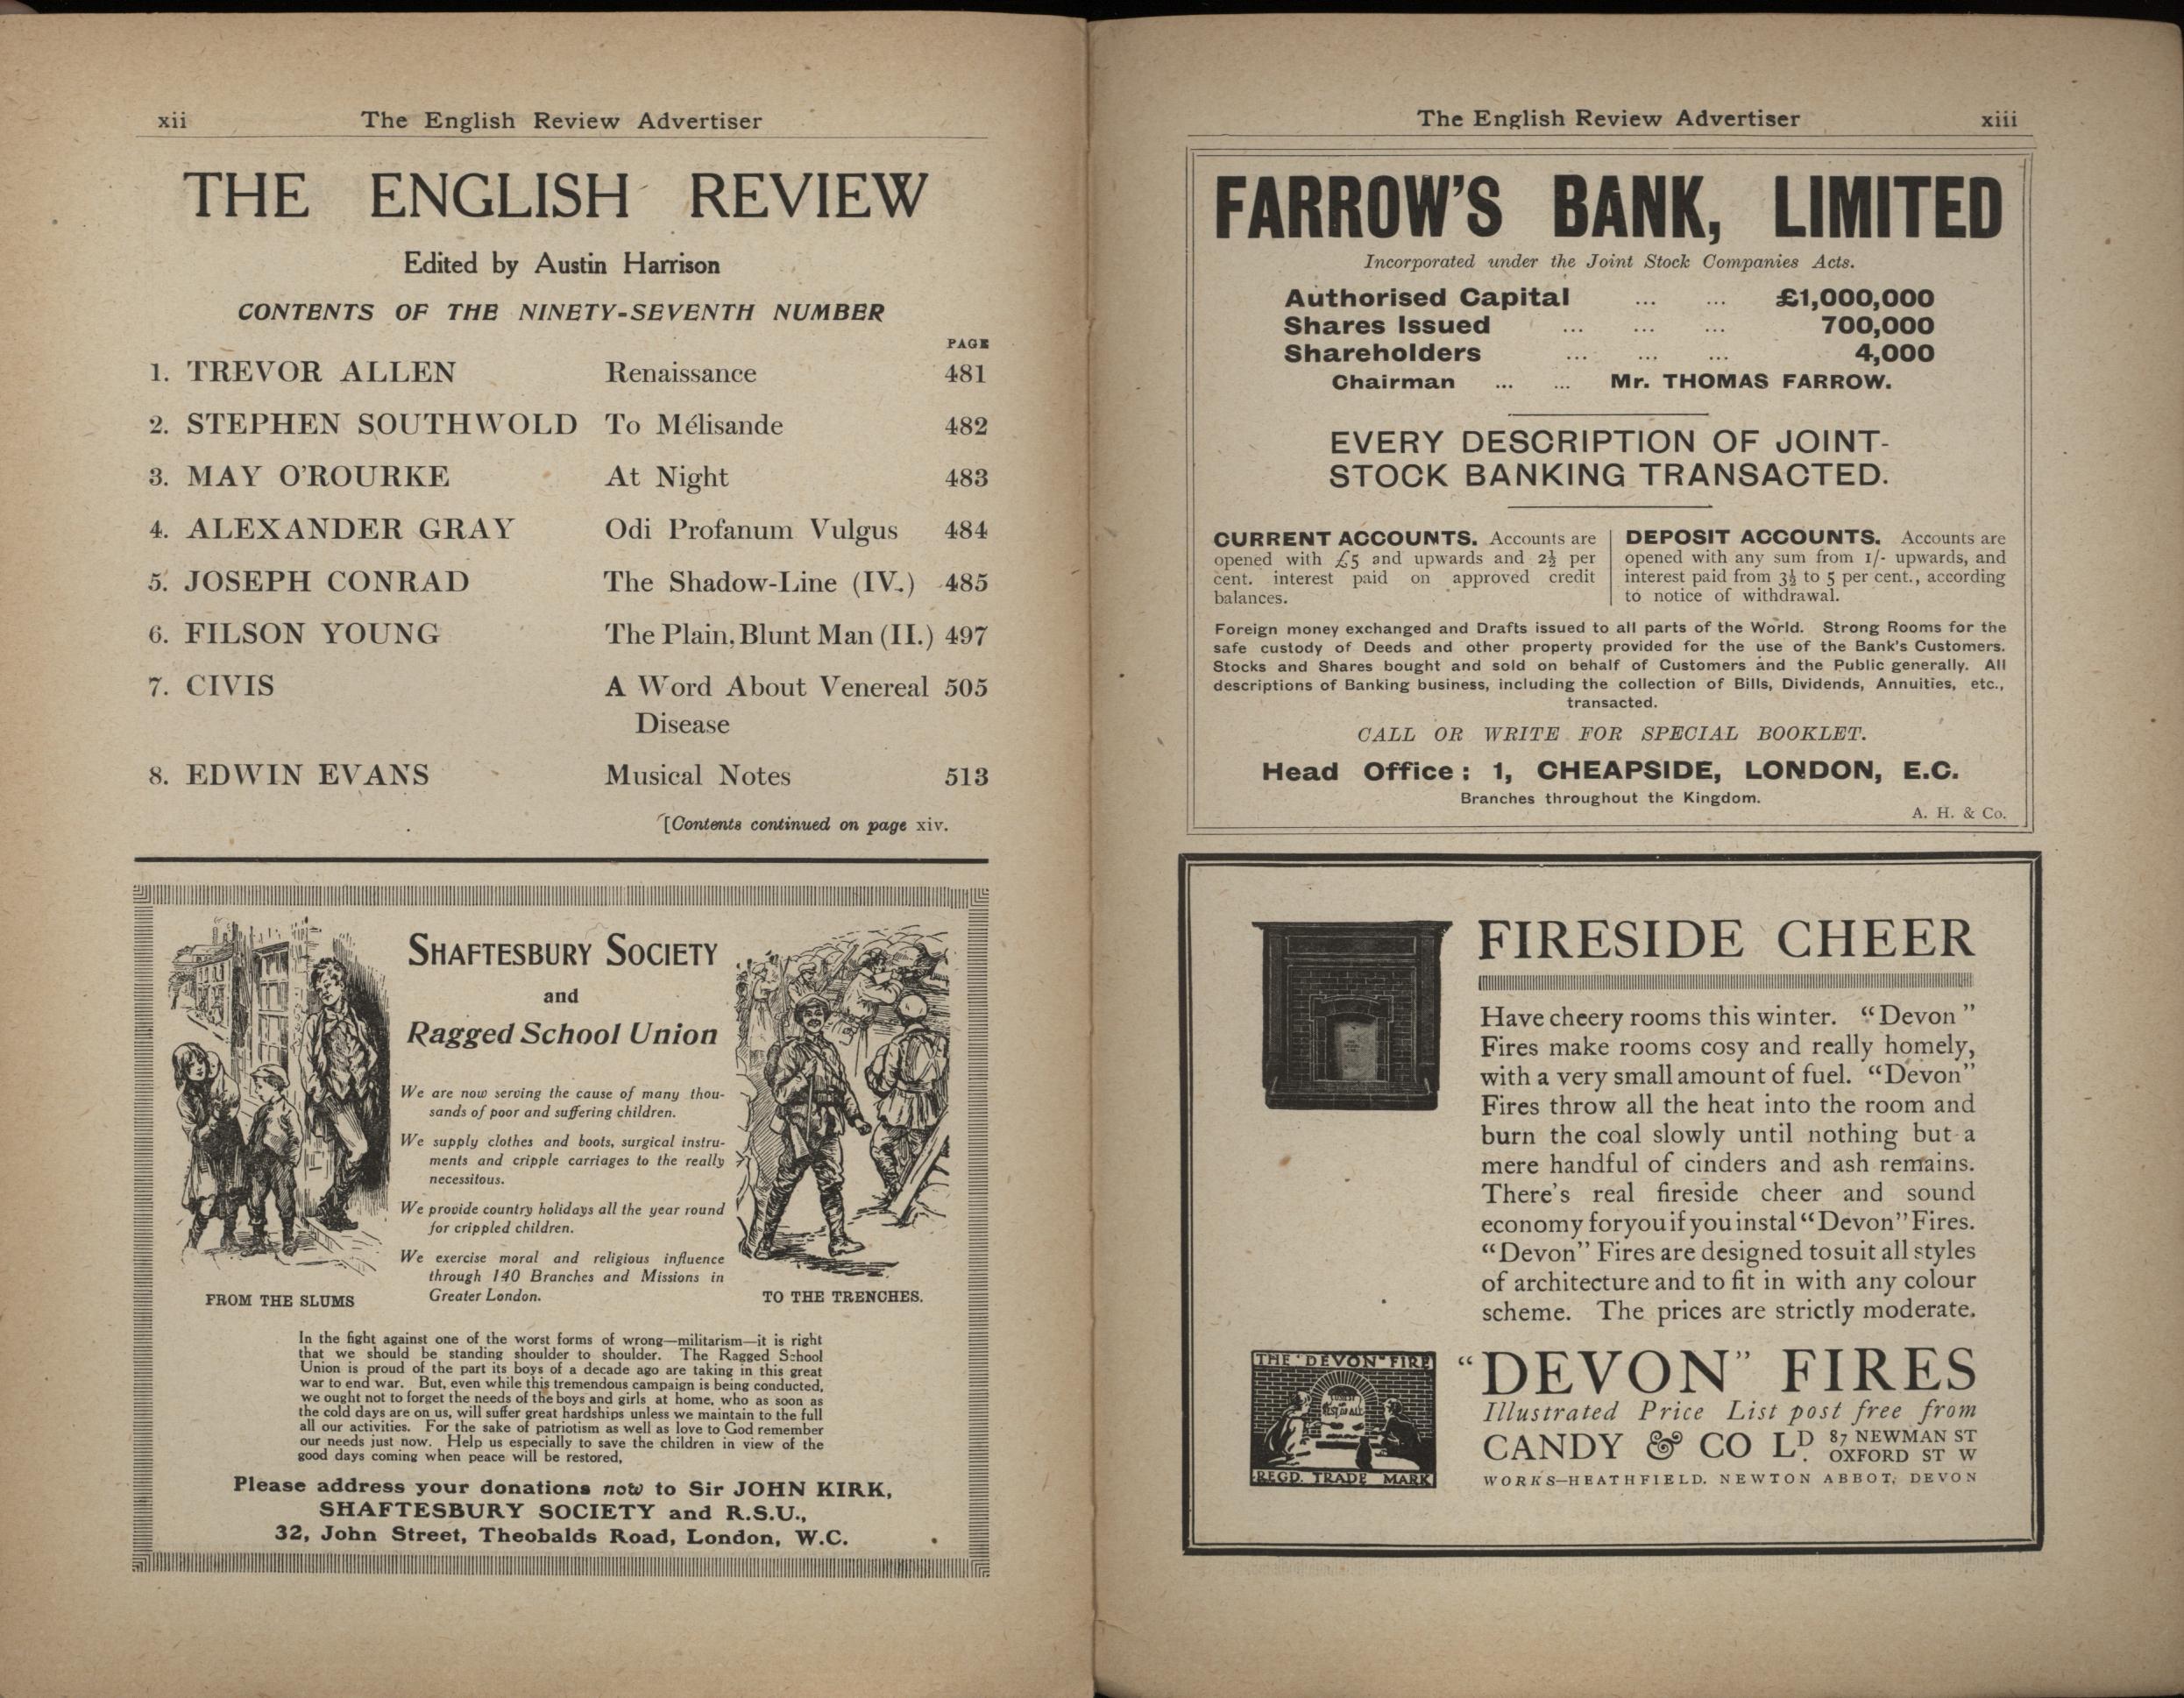 xii The English Review Advertiser
THE ENGLISH REVIEW
Edited by Austin Harrison
CONTENTS OF THE NINETY-SEVENTH NUMBER
PAGE
1. TREVOR ALLEN Renaissance 481
2. STEPHEN SOUTHWOLD To Mélisande 482
3. MAY O'ROURKE At Night 483
4. ALEXANDER GRAY Odi Profanum Vulgus 484
5. JOSEPH CONRAD The Shadow-Line (IV.) 485
6. FILSON YOUNG The Plain, Blunt Man (II.) 497
7. CIVIS A Word About Venereal 505
Disease
8. EDWIN EVANS Musical Notes 513
[Contents continued on page xiv.
SHAFTESBURY SOCIETY
and
Ragged School Union
We are now serving the cause of many thou-
sands of poor and suffering children.
We supply clothes and boots, surgical instru-
ments and cripple carriages to the really
necessitous.
We provide country holidays all the year round
for crippled children.
We exercise moral and religious influence
through 140 Branches and Missions in
Greater London.
FROM THE SLUMS
TO THE TRENCHES.
In the fight against one of the worst forms of wrong—militarism—it is right
that we should be standing shoulder to shoulder. The Ragged School
Union is proud of the part its boys of a decade ago are taking in this great
war to end war. But, even while this tremendous campaign is being conducted,
we ought not to forget the needs of the boys and girls at home, who as soon as
the cold days are on us, will suffer great hardships unless we maintain to the full
all our activities. For the sake of patriotism as well as love to God remember
our needs just now. Help us especially to save the children in view of the
good days coming when peace will be restored,
Please address your donations now to Sir JOHN KIRK,
SHAFTESBURY SOCIETY and R.S.U.,
32, John Street, Theobalds Road, London, W.C.
The English Review Advertiser xiii
FARROW'S BANK, LIMITED
Incorporated under the Joint Stock Companies Acts.
Authorised Capital ... ... £1,000,000
Shares Issued ... ... ... 700,000
Shareholders ... ... ... 4,000
Chairman ... ... Mr. THOMAS FARROW.
EVERY DESCRIPTION OF JOINT-
STOCK BANKING TRANSACTED.
CURRENT ACCOUNTS. Accounts are
opened with £5 and upwards and 2½ per
cent. interest paid on approved credit
balances.
DEPOSIT ACCOUNTS. Accounts are
opened with any sum from 1/- upwards, and
interest paid from 3½ to 5 per cent., according
to notice of withdrawal.
Foreign money exchanged and Drafts issued to all parts of the World. Strong Rooms for the
safe custody of Deeds and other property provided for the use of the Bank's Customers.
Stocks and Shares bought and sold on behalf of Customers and the Public generally. All
descriptions of Banking business, including the collection of Bills, Dividends, Annuities, etc.,
transacted.
CALL OR WRITE FOR SPECIAL BOOKLET.
Head Office: 1, CHEAPSIDE, LONDON, E.C.
Branches throughout the Kingdom.
A. H. & Co.
FIRESIDE CHEER
Have cheery rooms this winter. "Devon"
Fires make rooms cosy and really homely,
with a very small amount of fuel. "Devon"
Fires throw all the heat into the room and
burn the coal slowly until nothing but a
mere handful of cinders and ash remains.
There's real fireside cheer and sound
economy for you if you instal "Devon" Fires.
"Devon" Fires are designed to suit all styles
of architecture and to fit in with any colour
scheme. The prices are strictly moderate.
THE "DEVON" FIRE
REGD. TRADE MARK
"DEVON" FIRES
Illustrated Price List post free from
CANDY & CO LD. 87 NEWMAN ST
OXFORD ST W
WORKS—HEATHFIELD, NEWTON ABBOT, DEVON